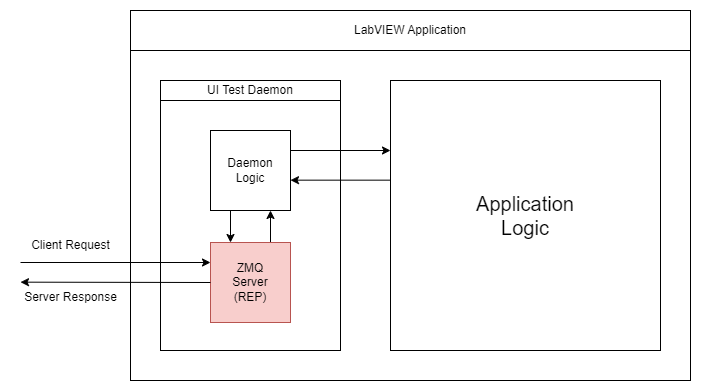 LabVIEW Application
UI Test Daemon
Daemon
Logic
Application
Logic
Client Request
ZMQ
Server
(REP)
Server Response